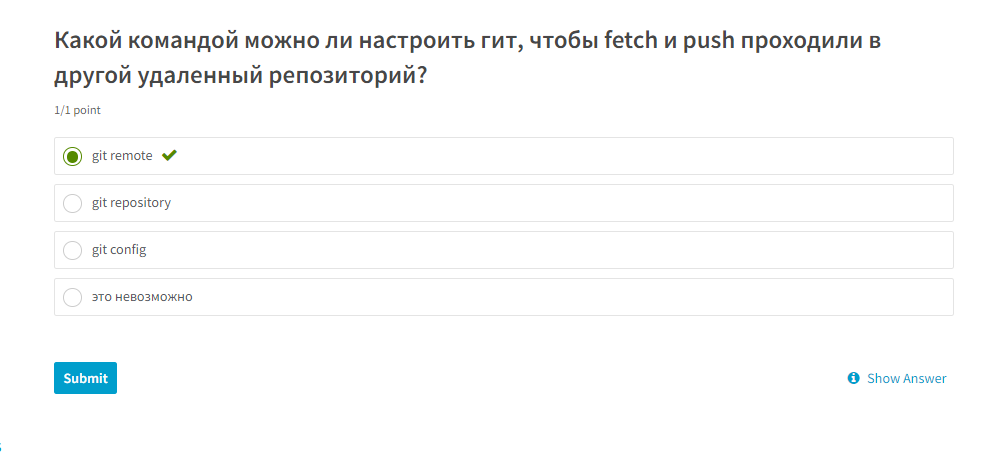 Какой командой можно ли настроить гит, чтобы fetch и push проходили в
другой удаленный репозиторий?
1/1 point
git remote
git repository
git config
это невозможно
Submit
Show Answer